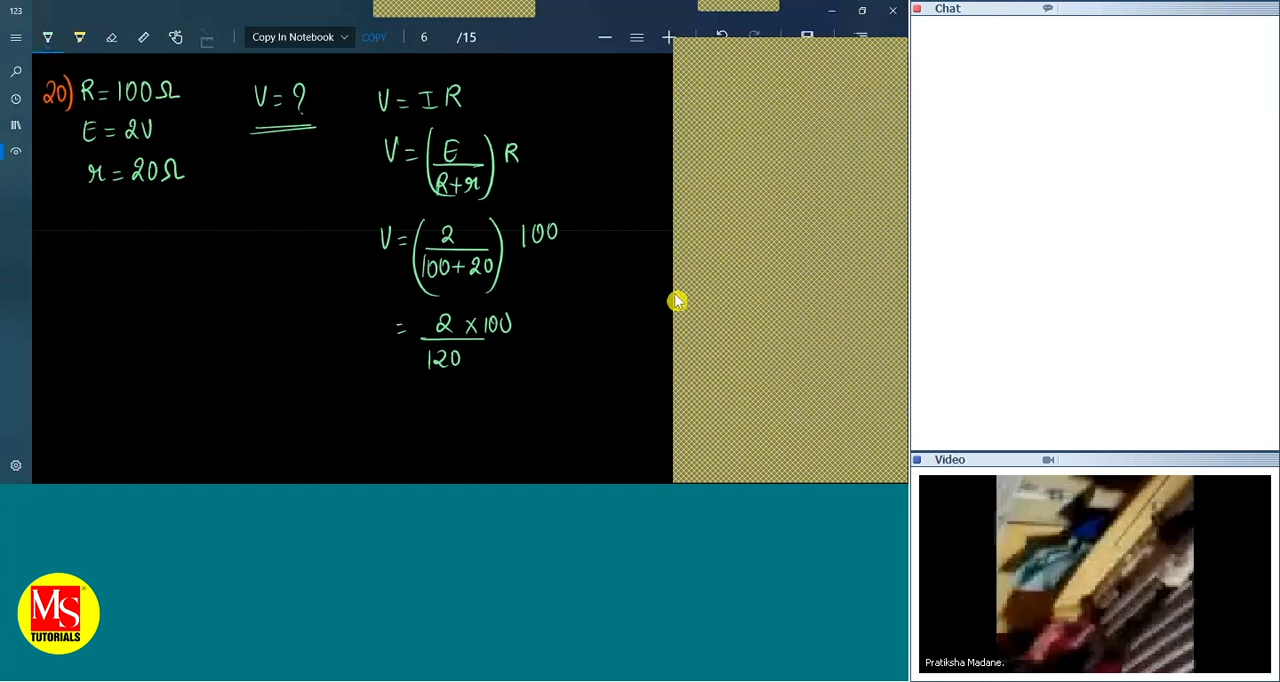 123
Copy In Notebook COPY 6 /15
20) R = 100 Ω
E = 2V
r = 20 Ω
V = ?
V = I R
V = ( E / R + r ) R
V = ( 2 / 100 + 20 ) 100
= 2 × 100 / 120
Chat
Video
Pratiksha Madane.
MS
TUTORIALS